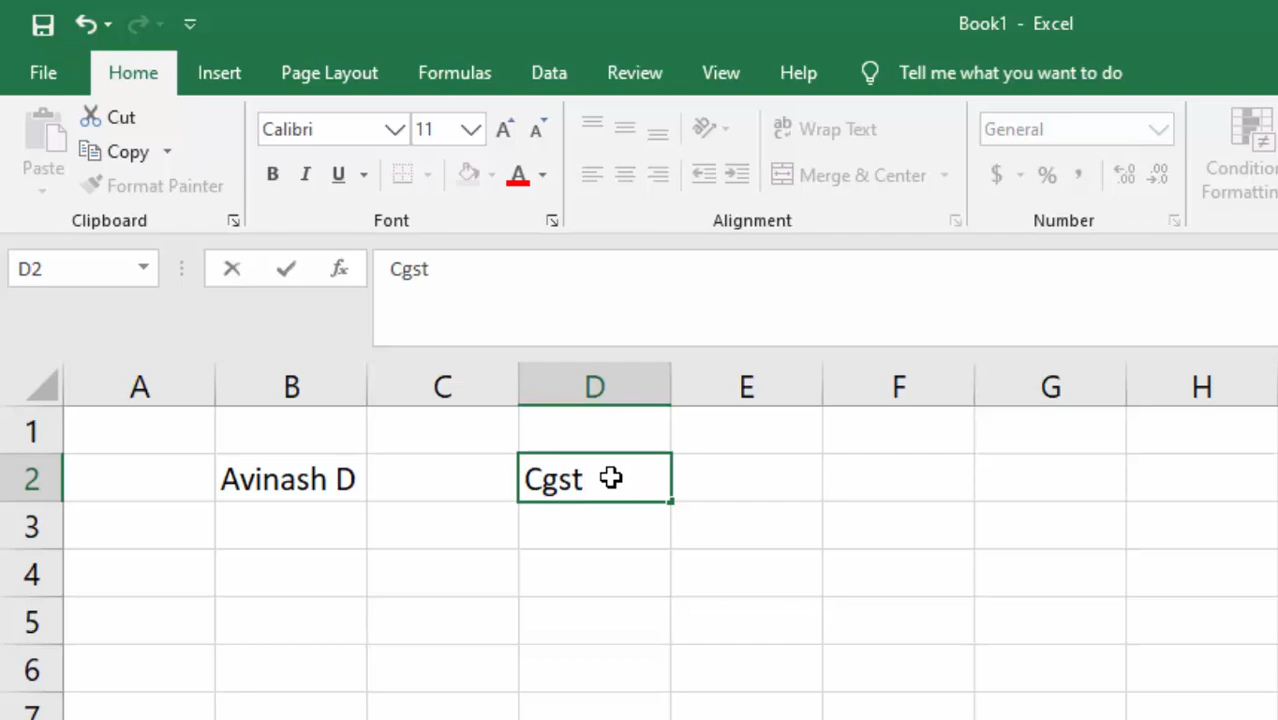 Book1 - Excel
File Home Insert Page Layout Formulas Data Review View Help Tell me what you want to do
Paste
Cut
Copy
Format Painter
Clipboard
Calibri 11
B I U A
Font
Wrap Text
Merge & Center
Alignment
General
$ % ,
Number
Condition
Formatting
D2
fx
Cgst
A B C D E F G H
1
2 Avinash D Cgst
3
4
5
6
7